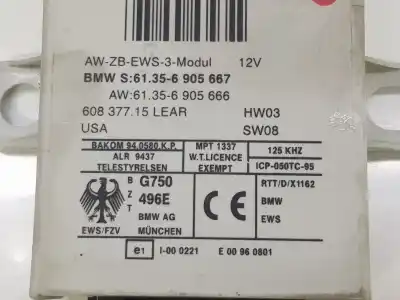 AW-ZB-EWS-3-Modul 12V
BMW S:61.35-6 905 667
AW:61.35-6 905 666
608 377.15 LEAR HW03
USA SW08
BAKOM 94.0580.K.P. MPT 1337 125 KHZ
ALR 9437 W.T.LICENCE
TELESTYRELSEN EXEMPT ICP-050TC-95
B Z T G750 496E BMW AG MÜNCHEN
EWS/FZV
CE
RTT/D/X1162
BMW
EWS
e1 I-00 0221 E 00 96 0801